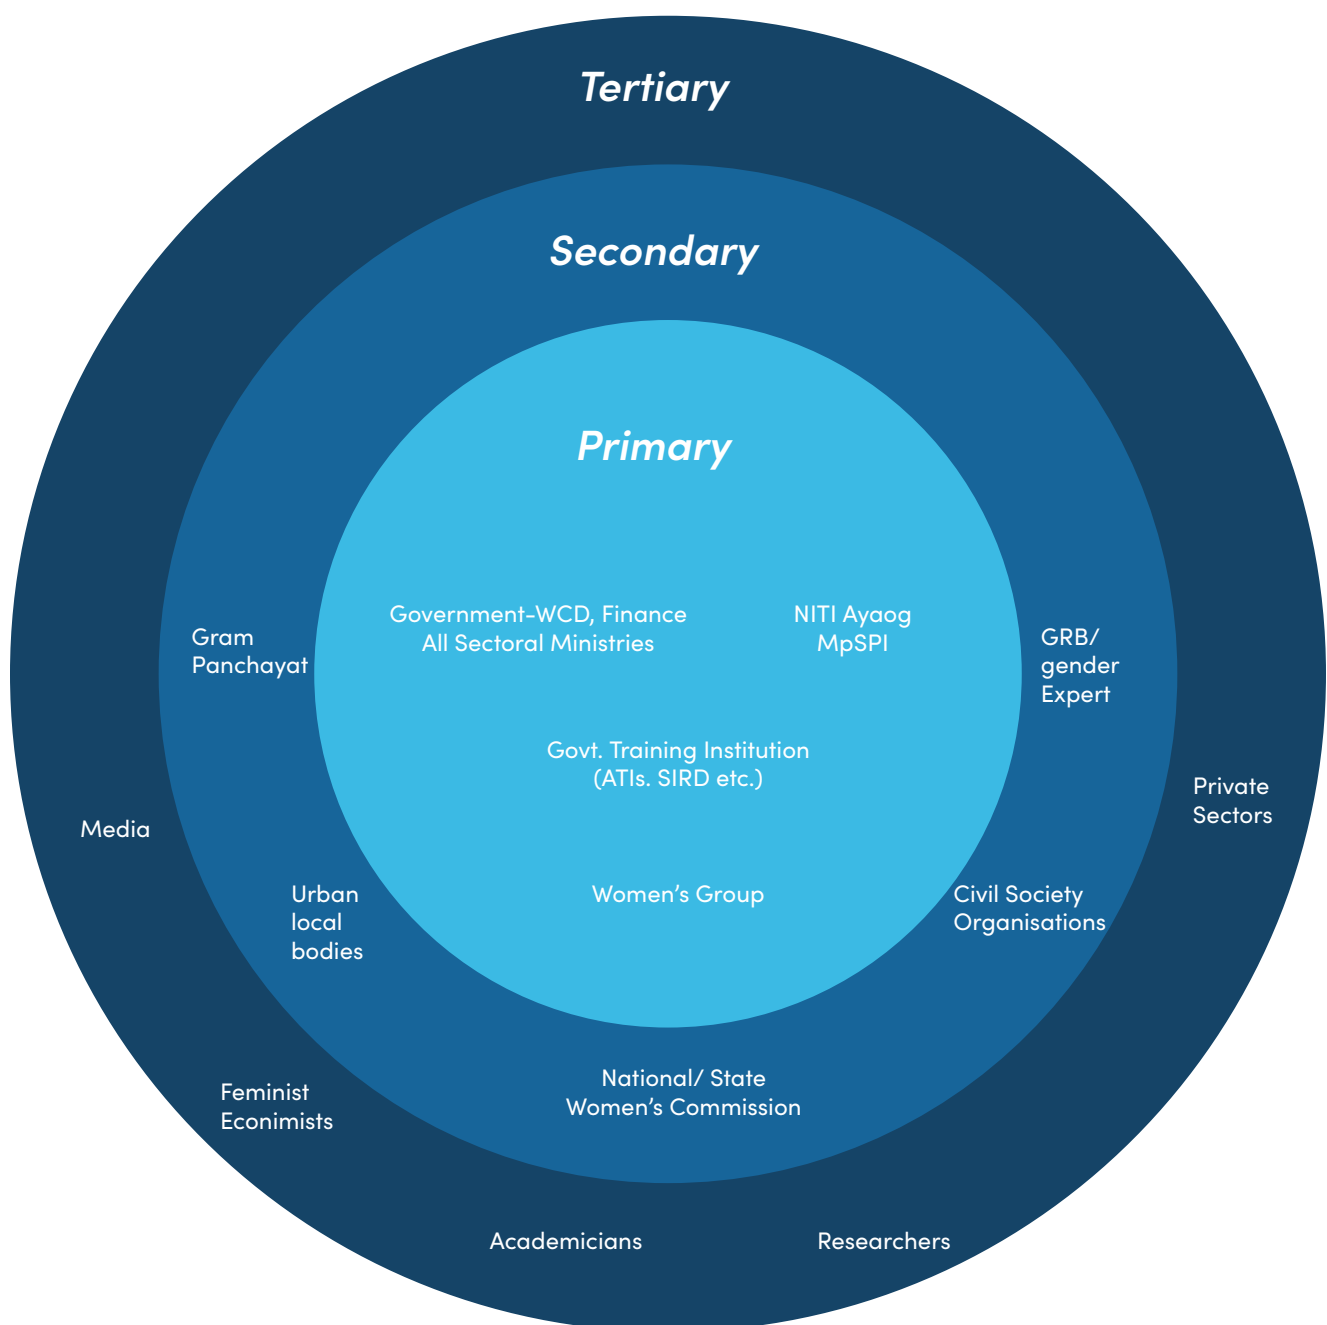 Tertiary
Secondary
Primary
Government-WCD, Finance
All Sectoral Ministries
NITI Ayaog
MpSPI
Gram
Panchayat
GRB/
gender
Expert
Govt. Training Institution
(ATIs. SIRD etc.)
Private
Sectors
Media
Urban
local
bodies
Women's Group
Civil Society
Organisations
National/ State
Women's Commission
Feminist
Econimists
Academicians
Researchers